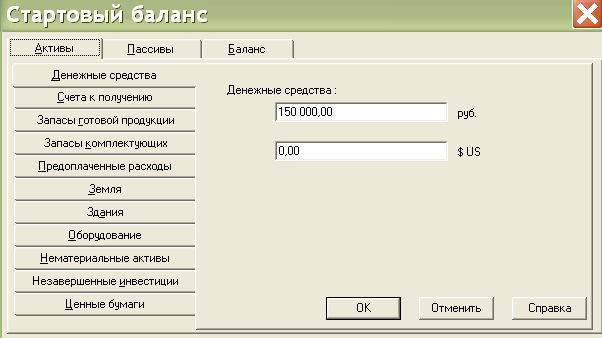 Стартовый баланс
Активы
Пассивы
Баланс
Денежные средства
Счета к получению
Запасы готовой продукции
Запасы комплектующих
Предоплаченные расходы
Земля
Здания
Оборудование
Нематериальные активы
Незавершенные инвестиции
Ценные бумаги
Денежные средства :
150 000,00 руб.
0,00 $ US
OK Отменить Справка